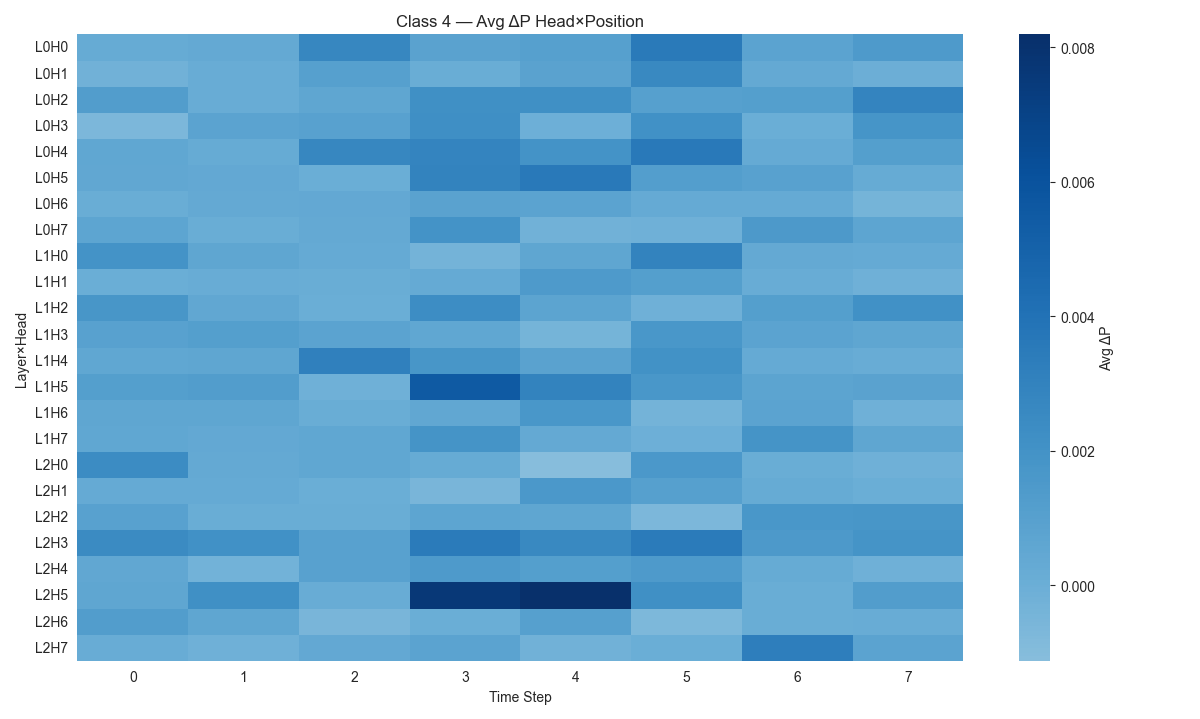 Class 4 — Avg ΔP Head×Position
Layer×Head
L0H0
L0H1
L0H2
L0H3
L0H4
L0H5
L0H6
L0H7
L1H0
L1H1
L1H2
L1H3
L1H4
L1H5
L1H6
L1H7
L2H0
L2H1
L2H2
L2H3
L2H4
L2H5
L2H6
L2H7
0 1 2 3 4 5 6 7
Time Step
0.008
0.006
0.004
0.002
0.000
Avg ΔP